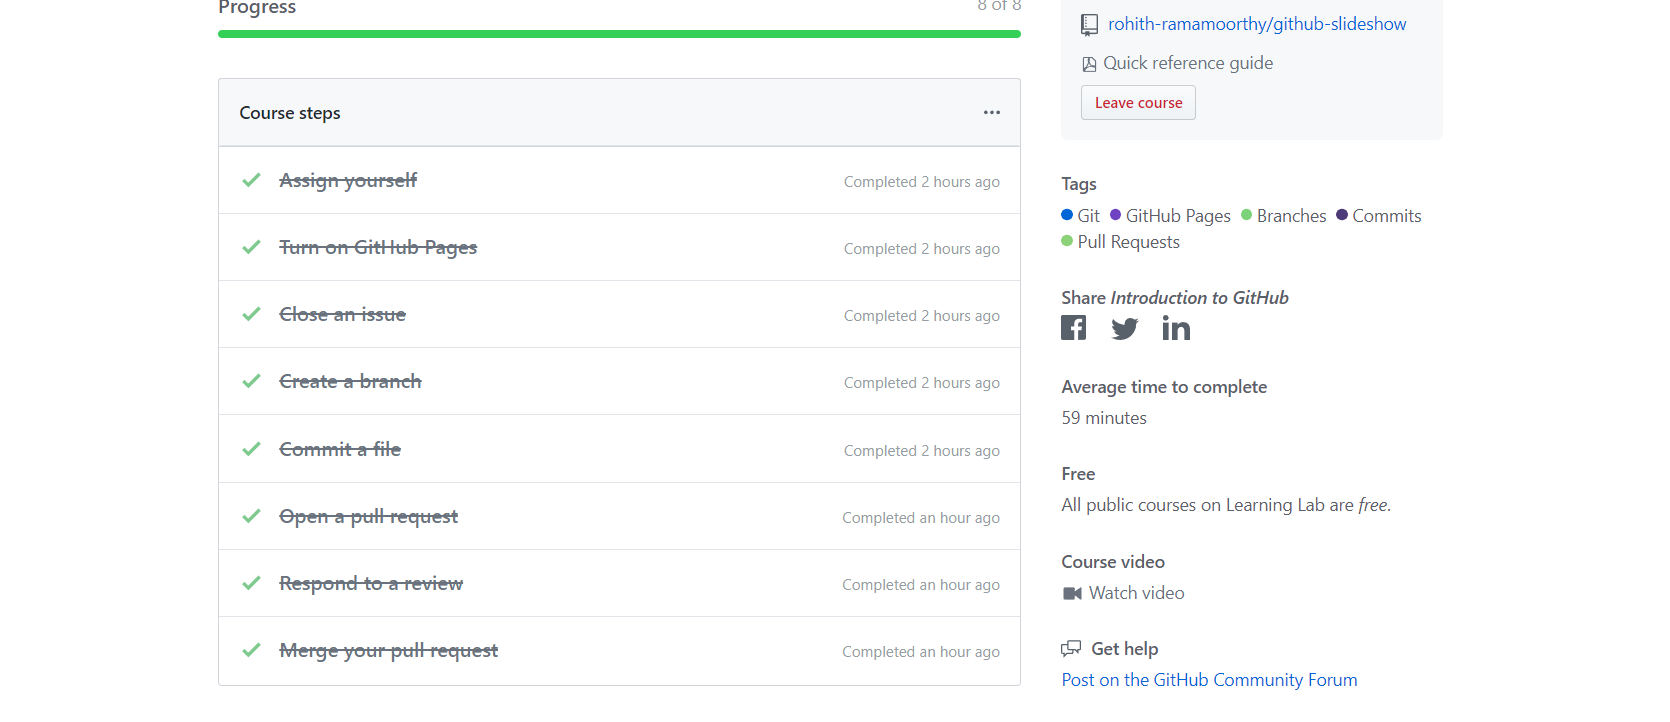 Progress
8 of 8
Course steps
Assign yourself
Completed 2 hours ago
Turn on GitHub Pages
Completed 2 hours ago
Close an issue
Completed 2 hours ago
Create a branch
Completed 2 hours ago
Commit a file
Completed 2 hours ago
Open a pull request
Completed an hour ago
Respond to a review
Completed an hour ago
Merge your pull request
Completed an hour ago
rohith-ramamoorthy/github-slideshow
Quick reference guide
Leave course
Tags
Git GitHub Pages Branches Commits
Pull Requests
Share Introduction to GitHub
Average time to complete
59 minutes
Free
All public courses on Learning Lab are free.
Course video
Watch video
Get help
Post on the GitHub Community Forum